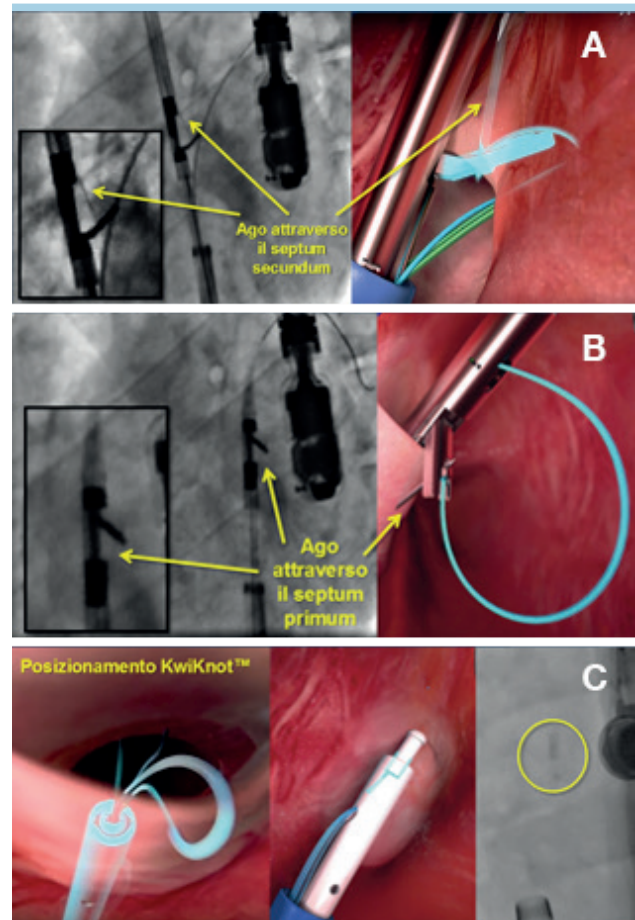 A
Ago attraverso
il septum
secundum
B
Ago
attraverso
il septum
primum
Posizionamento KwiKnot™
C